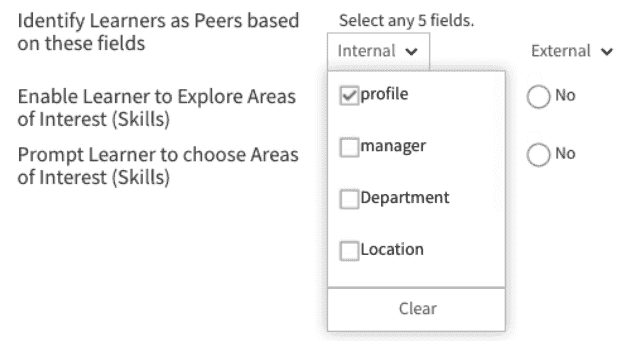 Identify Learners as Peers based
on these fields
Select any 5 fields.
Internal
External
profile
manager
Department
Location
Clear
Enable Learner to Explore Areas
of Interest (Skills)
No
Prompt Learner to choose Areas
of Interest (Skills)
No